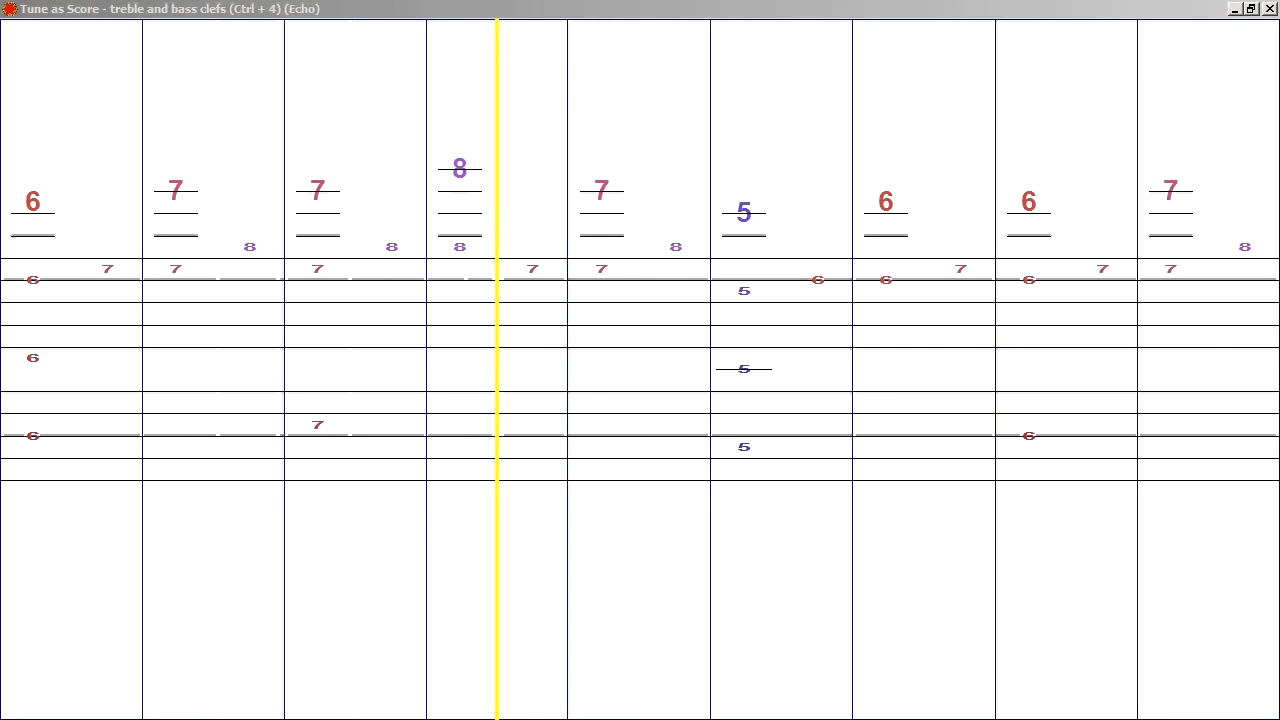 Tune as Score - treble and bass clefs (Ctrl + 4) (Echo)
8
7 7 7 7
6 6 6
5
8 8 8 8 8
7 7 7 7 7 7 7 7
6 6 6 6
5
6
5
7
6 6
5